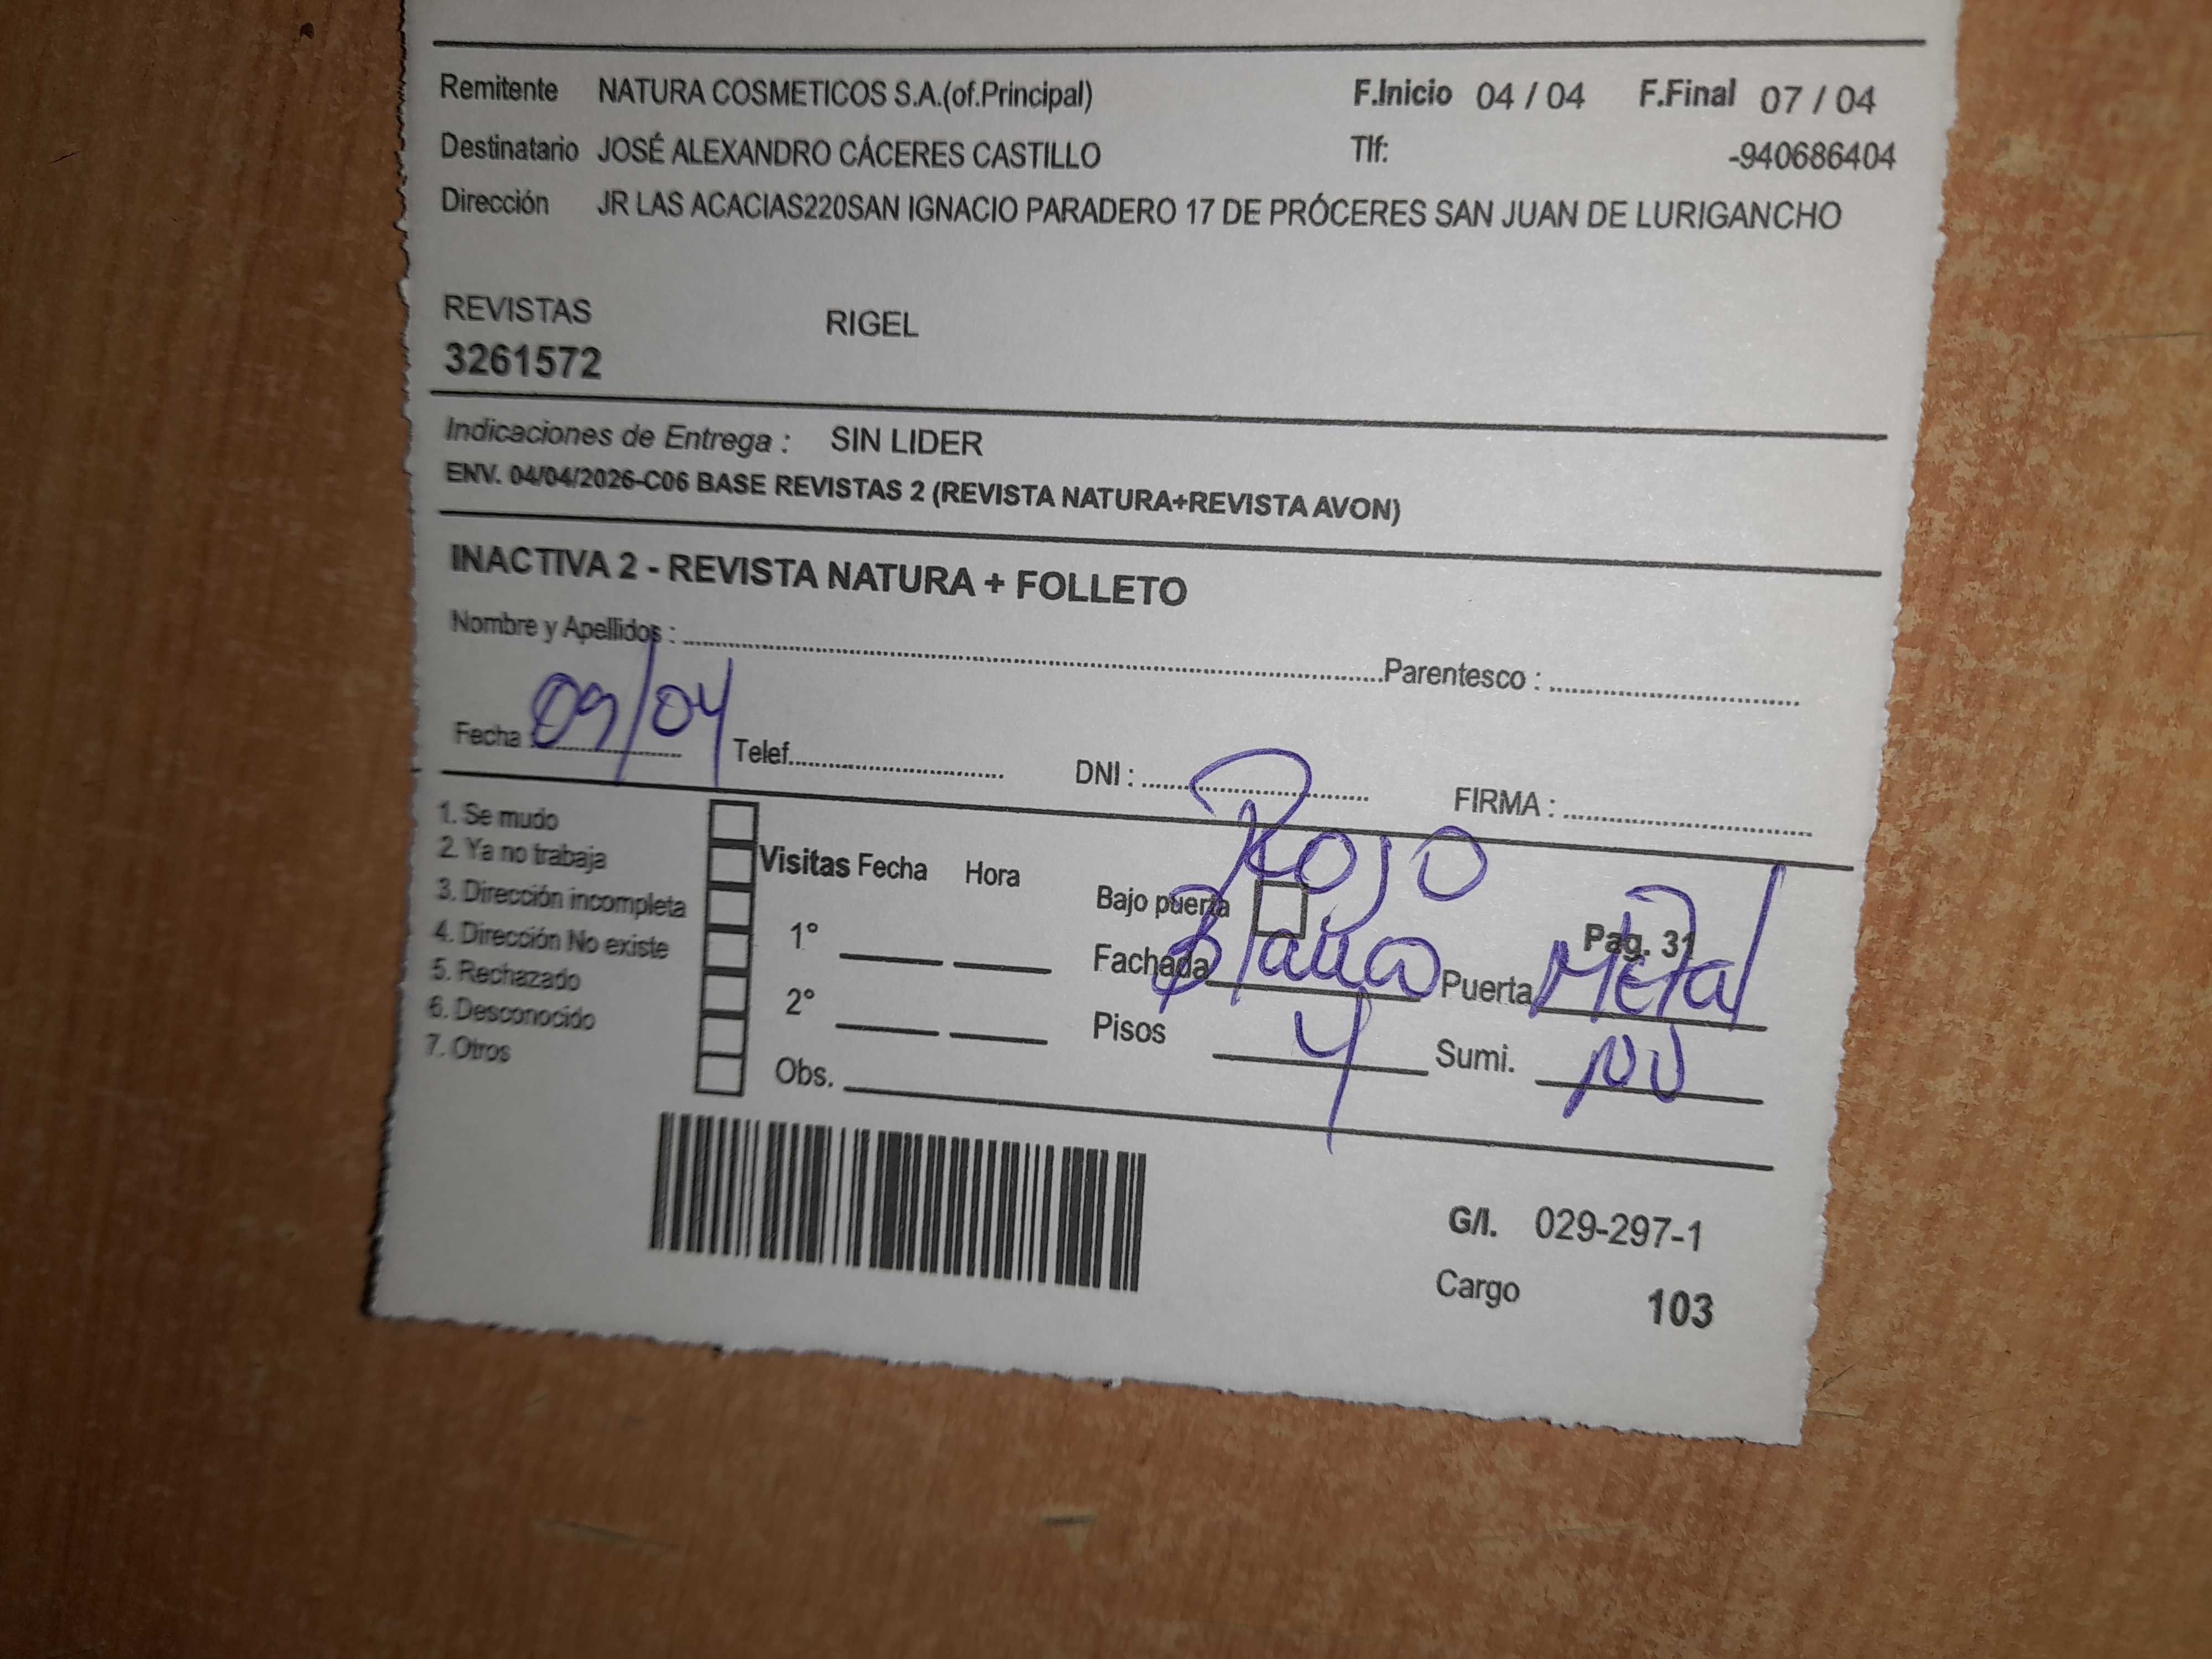 Remitente NATURA COSMETICOS S.A.(of.Principal) F.Inicio 04 / 04 F.Final 07 / 04
Destinatario JOSÉ ALEXANDRO CÁCERES CASTILLO Tlf: -940686404
Dirección JR LAS ACACIAS220SAN IGNACIO PARADERO 17 DE PRÓCERES SAN JUAN DE LURIGANCHO
REVISTAS RIGEL
3261572
Indicaciones de Entrega : SIN LIDER
ENV. 04/04/2026-C06 BASE REVISTAS 2 (REVISTA NATURA+REVISTA AVON)
INACTIVA 2 - REVISTA NATURA + FOLLETO
Nombre y Apellidos : Parentesco :
Fecha 09/04 Telef. DNI : FIRMA :
1. Se mudo
2. Ya no trabaja
3. Dirección incompleta
4. Dirección No existe
5. Rechazado
6. Desconocido
7. Otros
Visitas Fecha Hora
1°
2°
Obs.
Rojo
Bajo puerta Pag. 31
Fachada Blanco Puerta Metal
Pisos 4 Sumi. NO
G/I. 029-297-1
Cargo 103